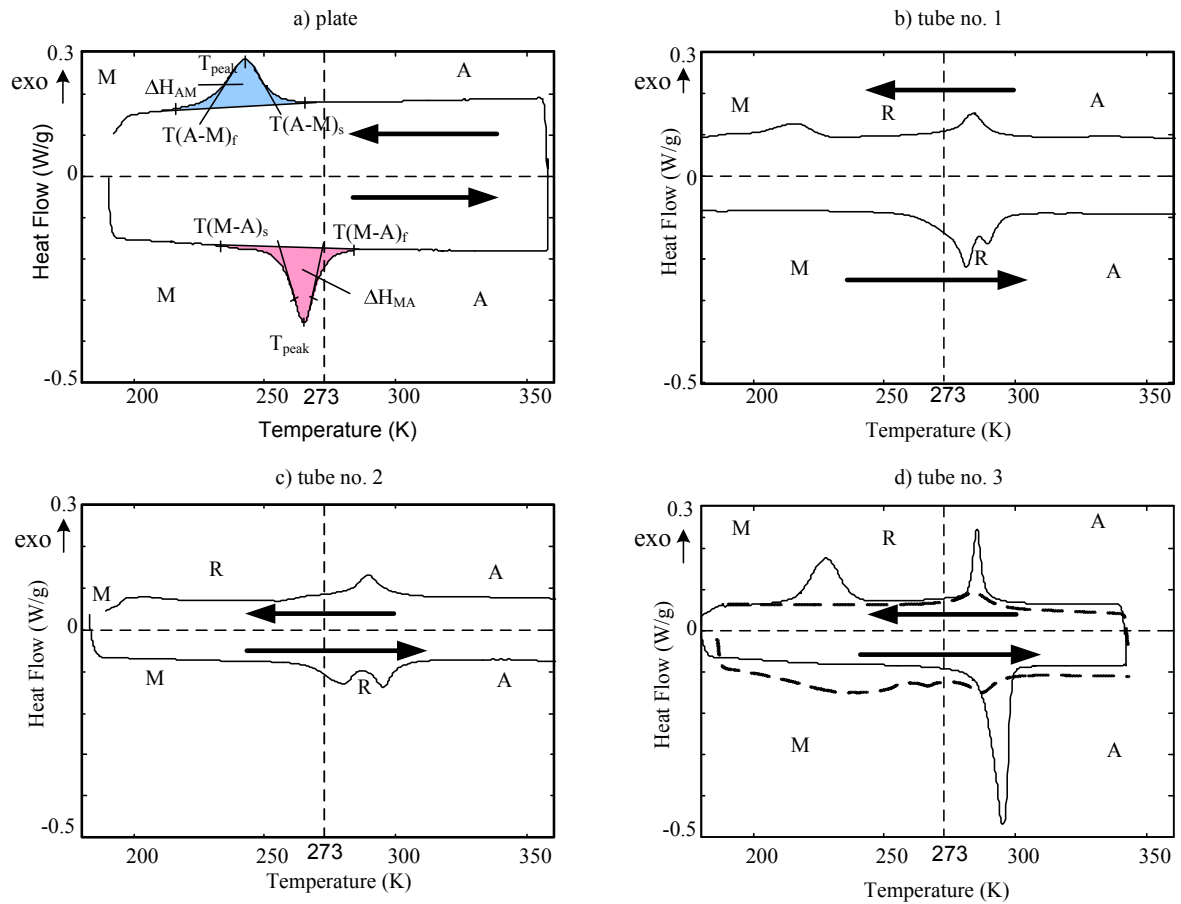 a) plate
0.3
exo
M
T_peak
A
ΔH_AM
T(A-M)_f
T(A-M)_s
0
Heat Flow (W/g)
T(M-A)_s
T(M-A)_f
M
ΔH_MA
A
T_peak
-0.5
200
250
273
300
350
Temperature (K)
b) tube no. 1
0.3
exo
M
R
A
0
Heat Flow (W/g)
M
R
A
-0.5
200
250
273
300
350
Temperature (K)
c) tube no. 2
0.3
exo
M
R
A
0
Heat Flow (W/g)
M
R
A
-0.5
200
250
273
300
350
Temperature (K)
d) tube no. 3
0.3
exo
M
R
A
0
Heat Flow (W/g)
M
A
-0.5
200
250
273
300
350
Temperature (K)